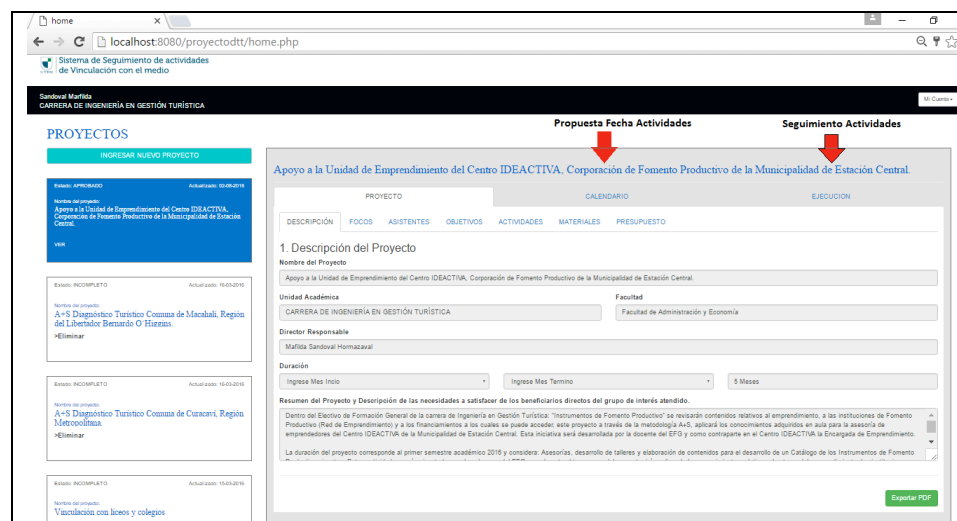 home
localhost:8080/proyectodtt/home.php
Sistema de Seguimiento de actividades
de Vinculación con el medio
Sandoval Marfilda
CARRERA DE INGENIERÍA EN GESTIÓN TURÍSTICA
Mi Cuenta
Propuesta Fecha Actividades
Seguimiento Actividades
PROYECTOS
INGRESAR NUEVO PROYECTO
Estado: APROBADO Actualizado: 02-08-2016
Nombre del proyecto:
Apoyo a la Unidad de Emprendimiento del Centro IDEACTIVA,
Corporación de Fomento Productivo de la Municipalidad de Estación
Central.
VER
Estado: INCOMPLETO Actualizado: 16-03-2016
Nombre del proyecto:
A+S Diagnóstico Turístico Comuna de Macahali, Región
del Libertador Bernardo O´Higgins.
>Eliminar
Estado: INCOMPLETO Actualizado: 16-03-2016
Nombre del proyecto:
A+S Diagnóstico Turístico Comuna de Curacaví, Región
Metropolitana.
>Eliminar
Estado: INCOMPLETO Actualizado: 15-03-2016
Nombre del proyecto:
Vinculación con liceos y colegios
Apoyo a la Unidad de Emprendimiento del Centro IDEACTIVA, Corporación de Fomento Productivo de la Municipalidad de Estación Central.
PROYECTO CALENDARIO EJECUCION
DESCRIPCIÓN FOCOS ASISTENTES OBJETIVOS ACTIVIDADES MATERIALES PRESUPUESTO
1. Descripción del Proyecto
Nombre del Proyecto
Apoyo a la Unidad de Emprendimiento del Centro IDEACTIVA, Corporación de Fomento Productivo de la Municipalidad de Estación Central.
Unidad Académica Facultad
CARRERA DE INGENIERÍA EN GESTIÓN TURÍSTICA Facultad de Administración y Economía
Director Responsable
Mafilda Sandoval Hormazaval
Duración
Ingrese Mes Inicio Ingrese Mes Termino 5 Meses
Resumen del Proyecto y Descripción de las necesidades a satisfacer de los beneficiarios directos del grupo de interés atendido.
Dentro del Electivo de Formación General de la carrera de Ingeniería en Gestión Turística: "Instrumentos de Fomento Productivo" se revisarán contenidos relativos al emprendimiento, a las instituciones de Fomento
Productivo (Red de Emprendimiento) y a los financiamientos a los cuales se puede acceder, este proyecto a través de la metodología A+S, aplicará los conocimientos adquiridos en aula para la asesoría de
emprendedores del Centro IDEACTIVA de la Municipalidad de Estación Central. Esta iniciativa será desarrollada por la docente del EFG y como contraparte en el Centro IDEACTIVA la Encargada de Emprendimiento.
La duración del proyecto corresponde al primer semestre académico 2016 y considera: Asesorías, desarrollo de talleres y elaboración de contenidos para el desarrollo de un Catálogo de los Instrumentos de Fomento
Exportar PDF